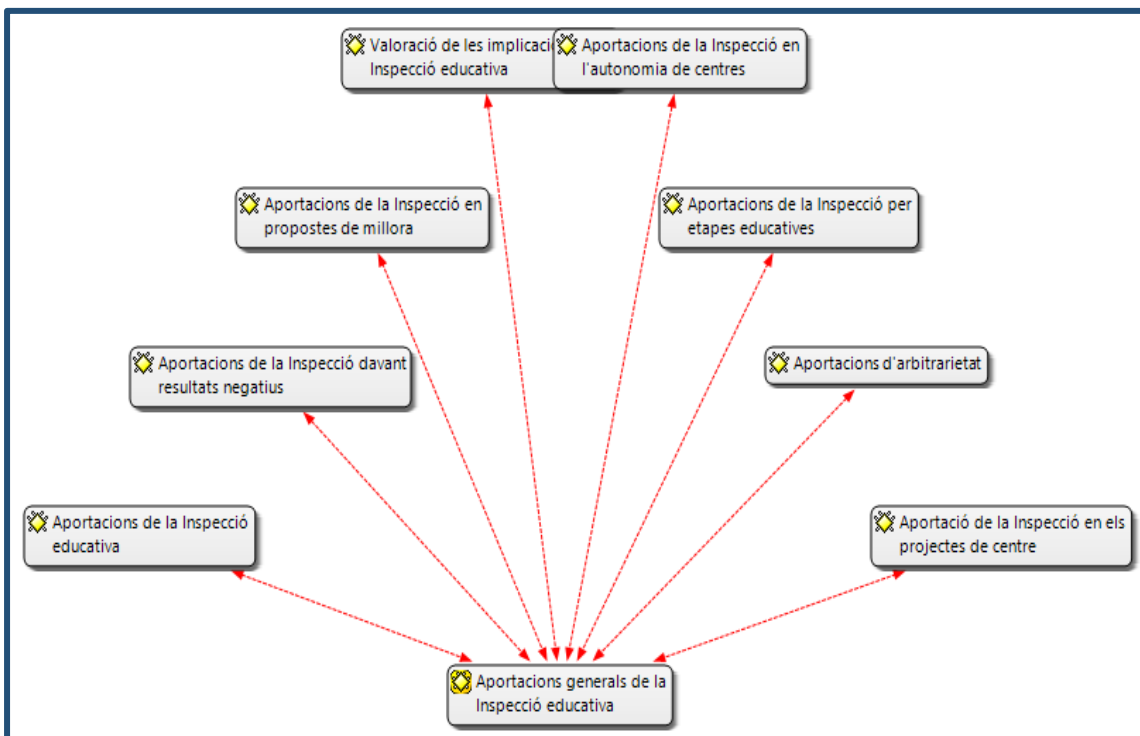 Valoració de les
Inspecció educativa
Aportacions de la Inspecció en
l'autonomia de centres
Aportacions de la Inspecció en
propostes de millora
Aportacions de la Inspecció per
etapes educatives
Aportacions de la Inspecció davant
resultats negatius
Aportacions d'arbitrarietat
Aportacions de la Inspecció
educativa
Aportació de la Inspecció en els
projectes de centre
Aportacions generals de la
Inspecció educativa